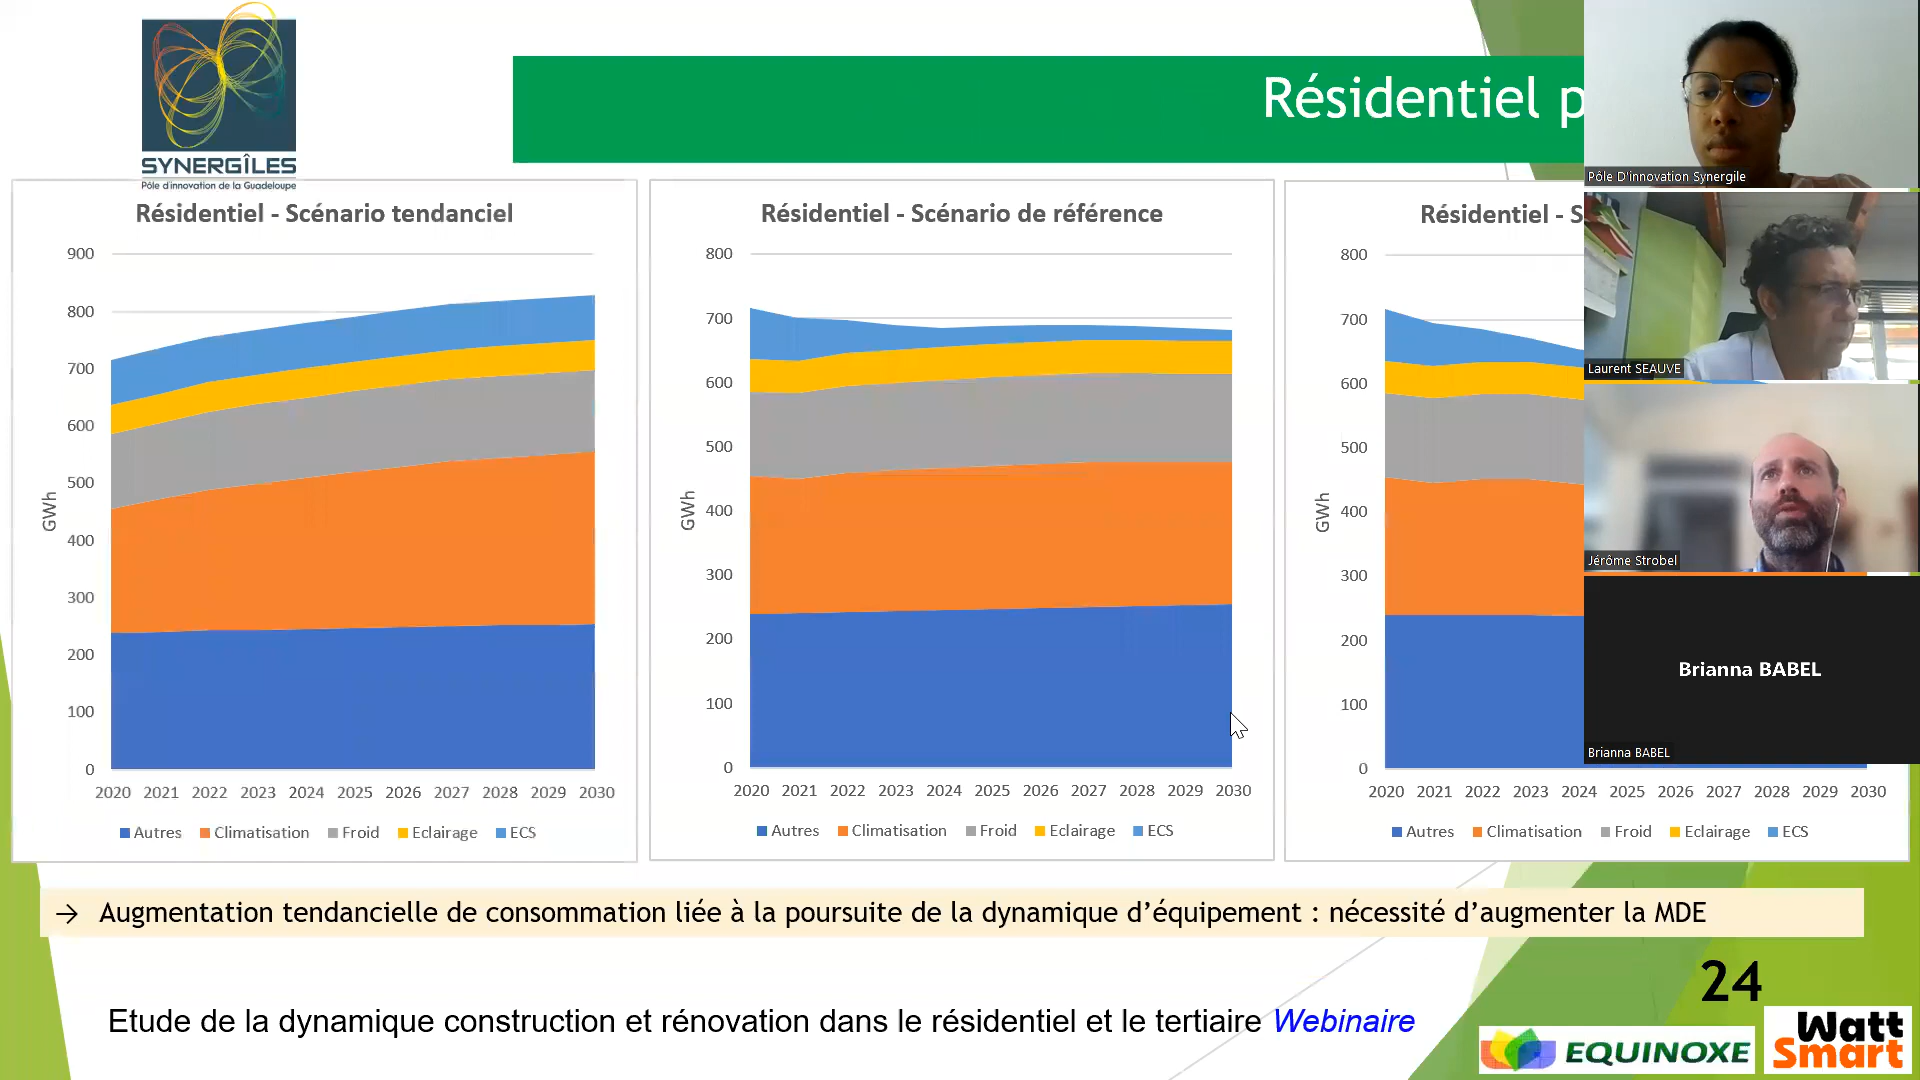 SYNERGÎLES
Pôle d'innovation de la Guadeloupe
Résidentiel p
Résidentiel - Scénario tendanciel
900
800
700
600
500
400
300
200
100
0
GWh
2020 2021 2022 2023 2024 2025 2026 2027 2028 2029 2030
Autres Climatisation Froid Eclairage ECS
Résidentiel - Scénario de référence
800
700
600
500
400
300
200
100
0
GWh
2020 2021 2022 2023 2024 2025 2026 2027 2028 2029 2030
Autres Climatisation Froid Eclairage ECS
Résidentiel - S
800
700
600
500
400
300
200
100
0
GWh
2020 2021 2022 2023 2024 2025 2026 2027 2028 2029 2030
Autres Climatisation Froid Eclairage ECS
Pôle D'innovation Synergile
Laurent SEAUVE
Jérôme Strobel
Brianna BABEL
Brianna BABEL
→ Augmentation tendancielle de consommation liée à la poursuite de la dynamique d’équipement : nécessité d’augmenter la MDE
24
Etude de la dynamique construction et rénovation dans le résidentiel et le tertiaire Webinaire
EQUINOXE
Watt
Smart